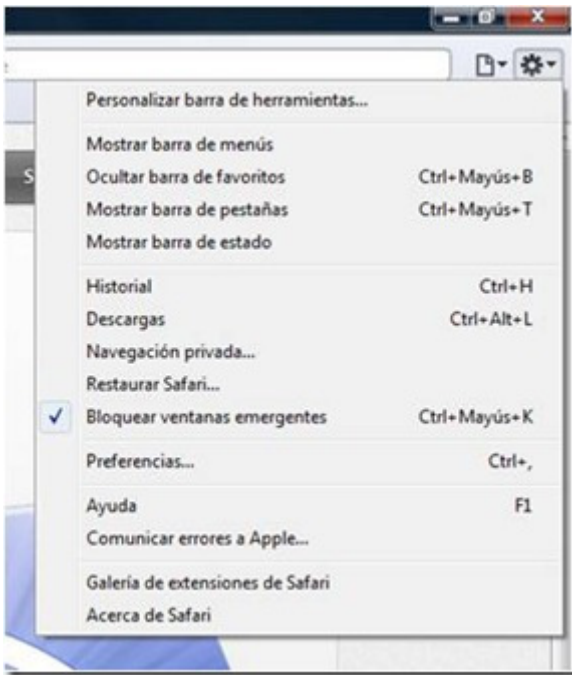 Personalizar barra de herramientas...
Mostrar barra de menús
Ocultar barra de favoritos Ctrl+Mayús+B
Mostrar barra de pestañas Ctrl+Mayús+T
Mostrar barra de estado
Historial Ctrl+H
Descargas Ctrl+Alt+L
Navegación privada...
Restaurar Safari...
Bloquear ventanas emergentes Ctrl+Mayús+K
Preferencias... Ctrl+,
Ayuda F1
Comunicar errores a Apple...
Galería de extensiones de Safari
Acerca de Safari